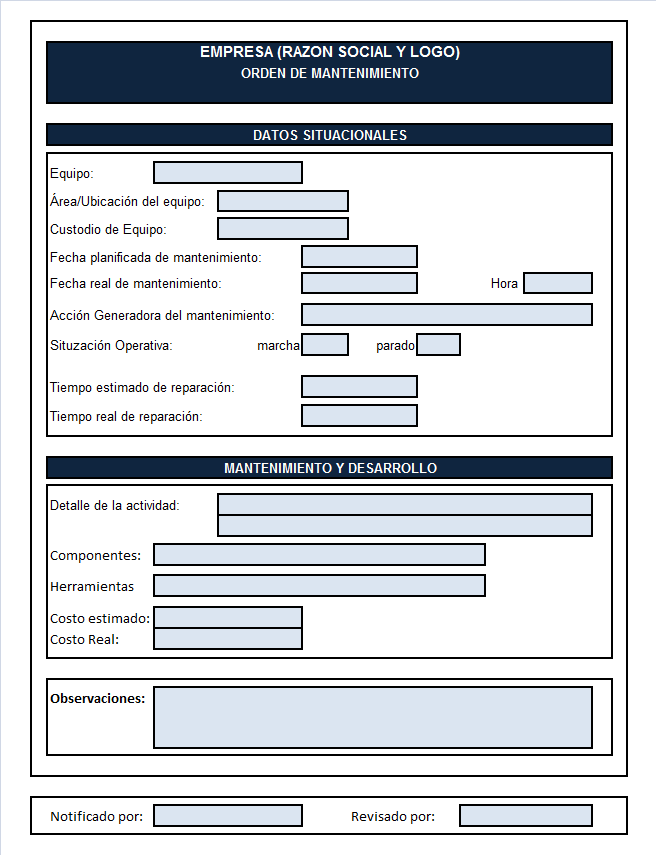 EMPRESA (RAZON SOCIAL Y LOGO)
ORDEN DE MANTENIMIENTO
DATOS SITUACIONALES
Equipo:
Área/Ubicación del equipo:
Custodio de Equipo:
Fecha planificada de mantenimiento:
Fecha real de mantenimiento: Hora
Acción Generadora del mantenimiento:
Situzación Operativa: marcha parado
Tiempo estimado de reparación:
Tiempo real de reparación:
MANTENIMIENTO Y DESARROLLO
Detalle de la actividad:
Componentes:
Herramientas
Costo estimado:
Costo Real:
Observaciones:
Notificado por: Revisado por: